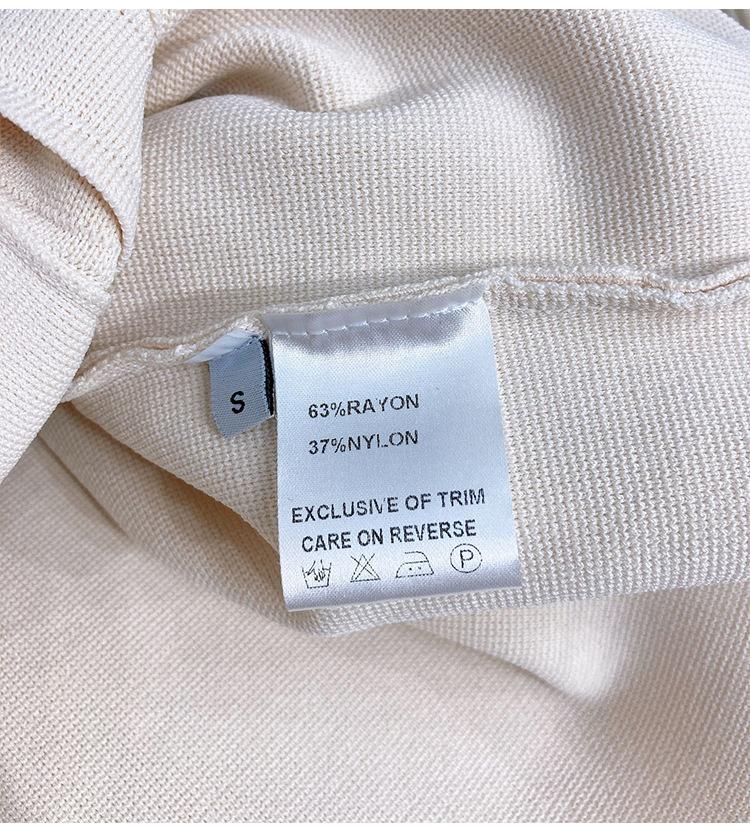 S
63%RAYON
37%NYLON
EXCLUSIVE OF TRIM
CARE ON REVERSE
P